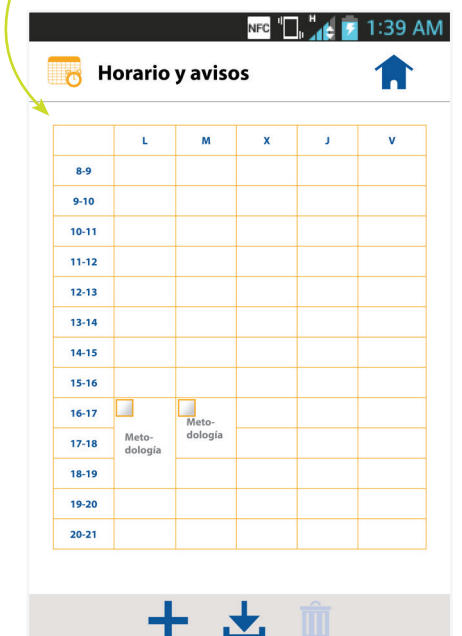 NFC H 1:39 AM
Horario y avisos
L M X J V
8-9
9-10
10-11
11-12
12-13
13-14
14-15
15-16
16-17
Meto-
dología
17-18
Meto-
dología
18-19
19-20
20-21